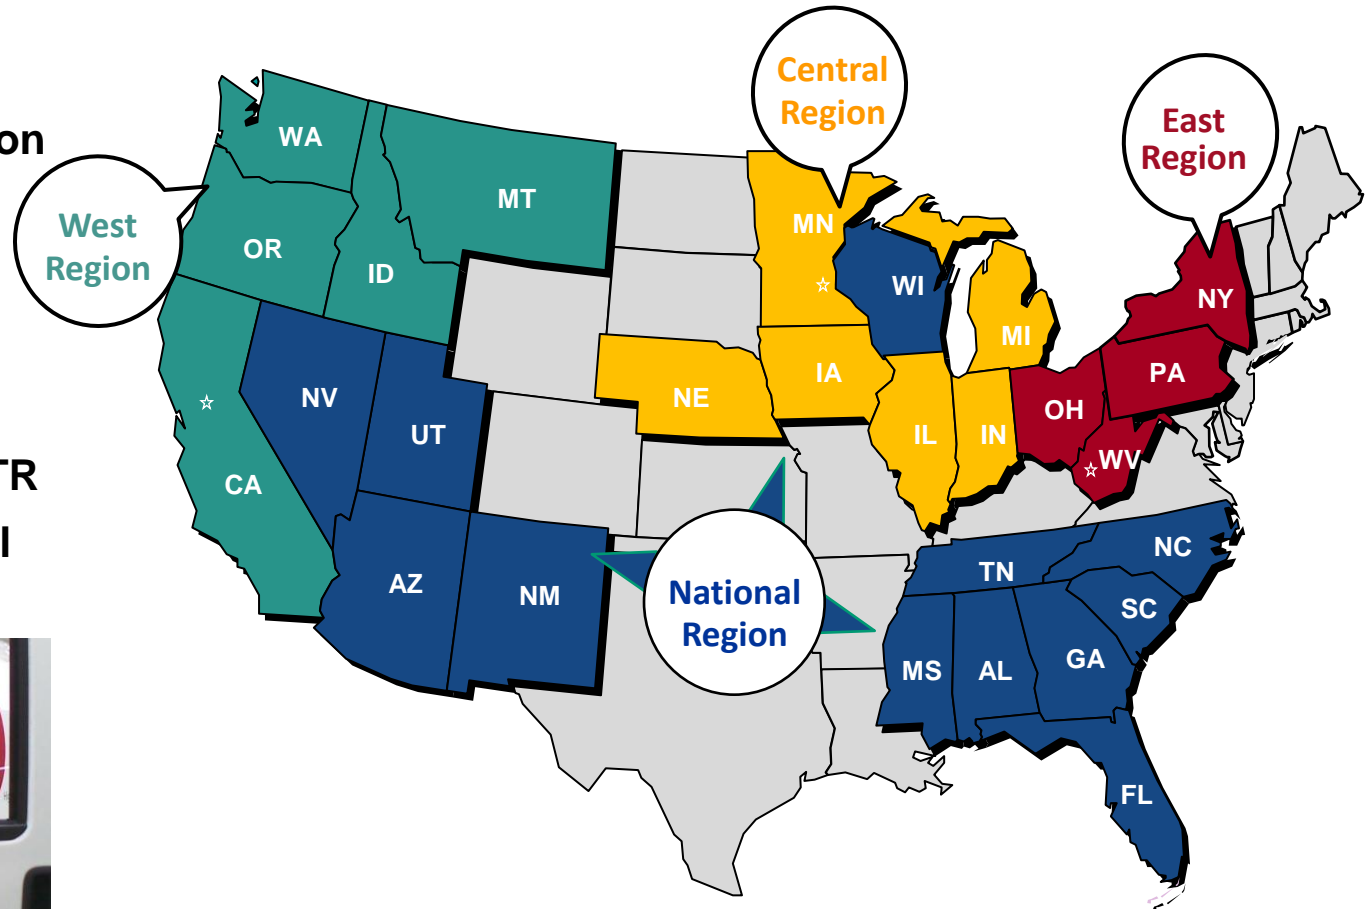 Central
Region
East
Region
West
Region
WA
MT
OR
ID
MN
WI
MI
NY
PA
NV
UT
CA
NE
IA
IL
IN
OH
WV
AZ
NM
National
Region
TN
NC
SC
MS
AL
GA
FL
on
TR